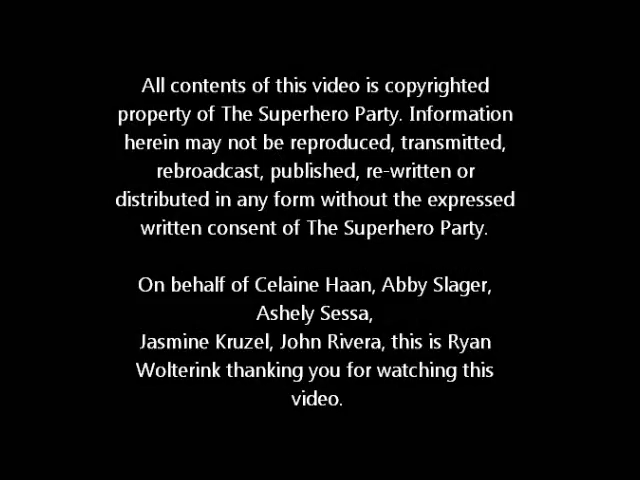 All contents of this video is copyrighted
property of The Superhero Party. Information
herein may not be reproduced, transmitted,
rebroadcast, published, re-written or
distributed in any form without the expressed
written consent of The Superhero Party.
On behalf of Celaine Haan, Abby Slager,
Ashely Sessa,
Jasmine Kruzel, John Rivera, this is Ryan
Wolterink thanking you for watching this
video.